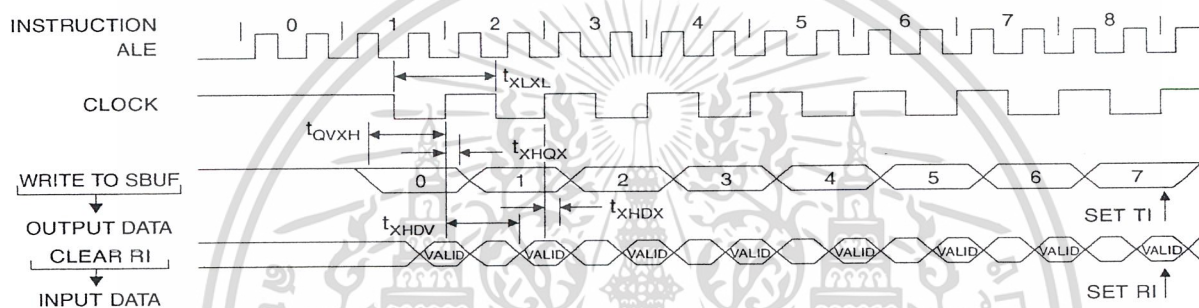 INSTRUCTION 0 1 2 3 4 5 6 7 8
ALE
tXLXL
CLOCK
tQVXH
tXHQX
WRITE TO SBUF
0 1 2 3 4 5 6 7
OUTPUT DATA
tXHDV
tXHDX
SET TI
CLEAR RI
VALID VALID VALID VALID VALID VALID VALID VALID
INPUT DATA
SET RI